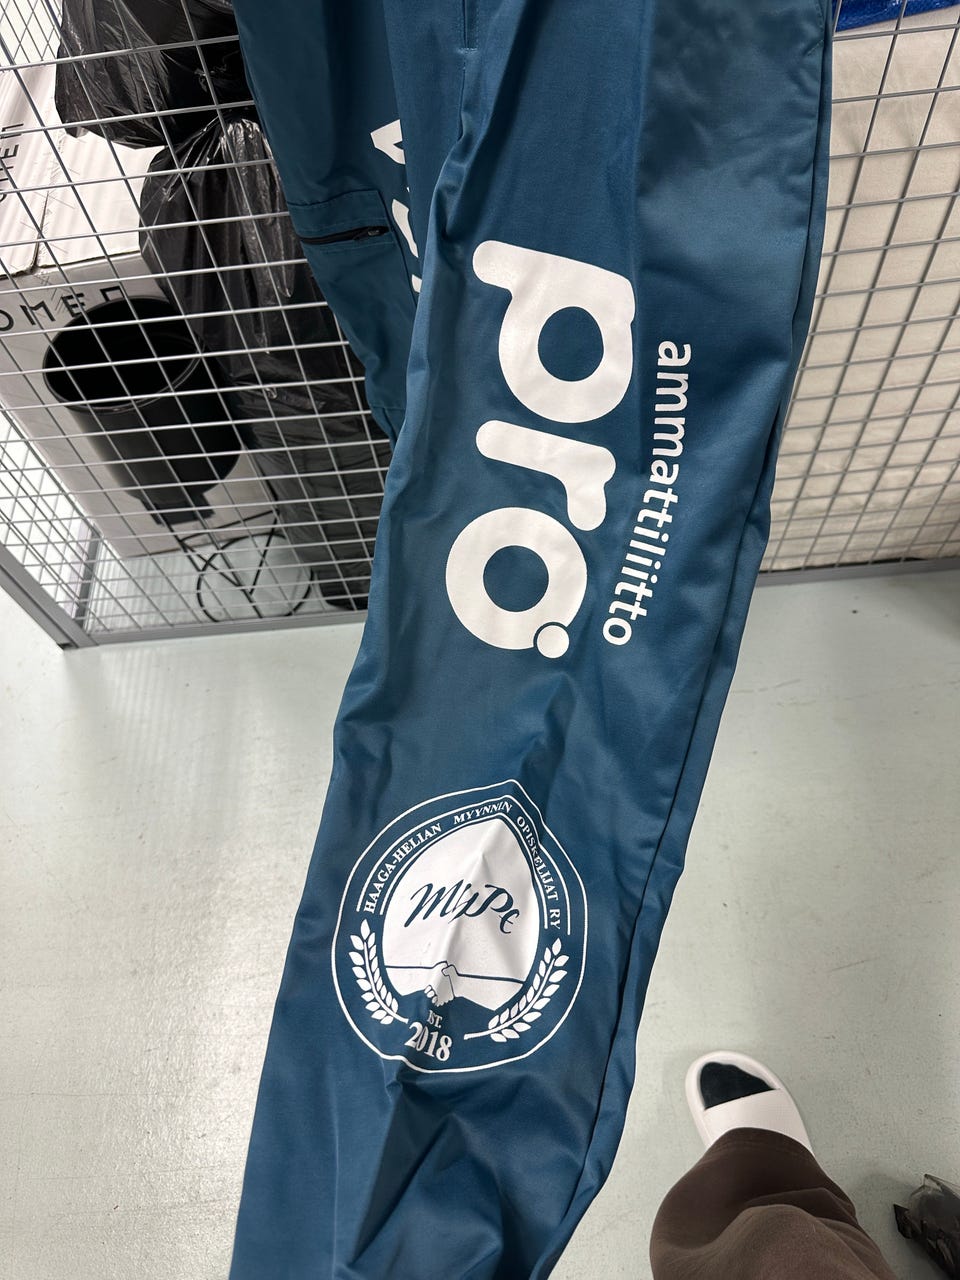 pro
ammattiliitto
HAAGA-HELIAN MYYNNIN OPISKELIJAT RY
MyPe
EST.
2018